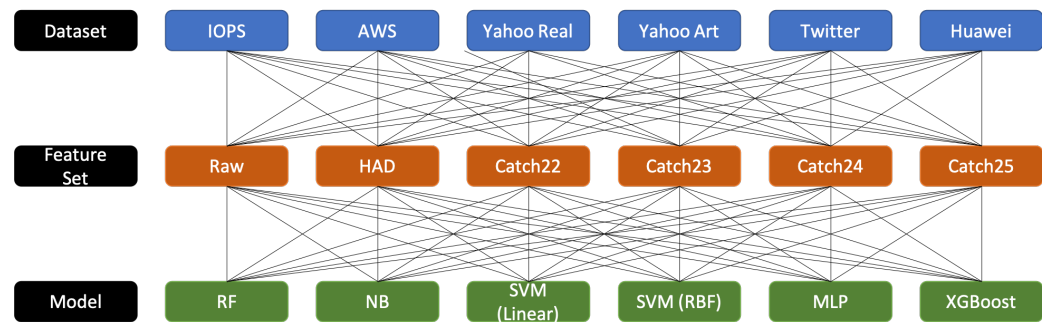 Dataset
IOPS
AWS
Yahoo Real
Yahoo Art
Twitter
Huawei
Feature
Set
Raw
HAD
Catch22
Catch23
Catch24
Catch25
Model
RF
NB
SVM
(Linear)
SVM (RBF)
MLP
XGBoost